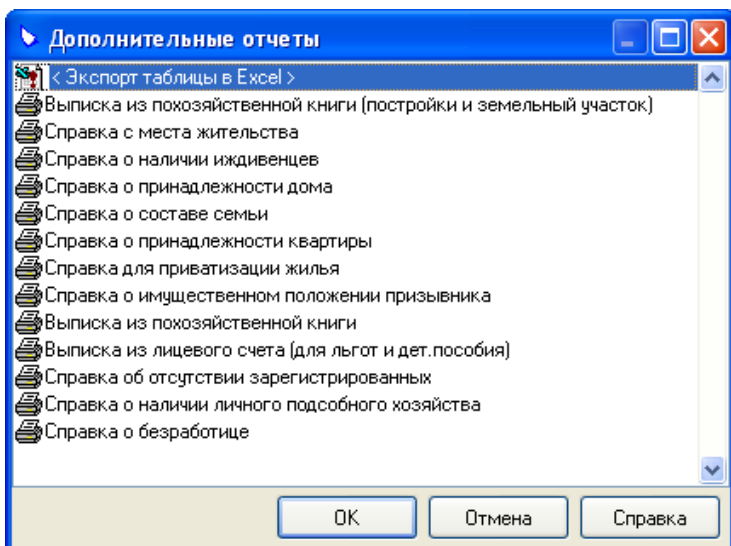 Дополнительные отчеты
< Экспорт таблицы в Excel >
Выписка из похозяйственной книги (постройки и земельный участок)
Справка с места жительства
Справка о наличии иждивенцев
Справка о принадлежности дома
Справка о составе семьи
Справка о принадлежности квартиры
Справка для приватизации жилья
Справка о имущественном положении призывника
Выписка из похозяйственной книги
Выписка из лицевого счета (для льгот и дет.пособия)
Справка об отсутствии зарегистрированных
Справка о наличии личного подсобного хозяйства
Справка о безработице
OK Отмена Справка